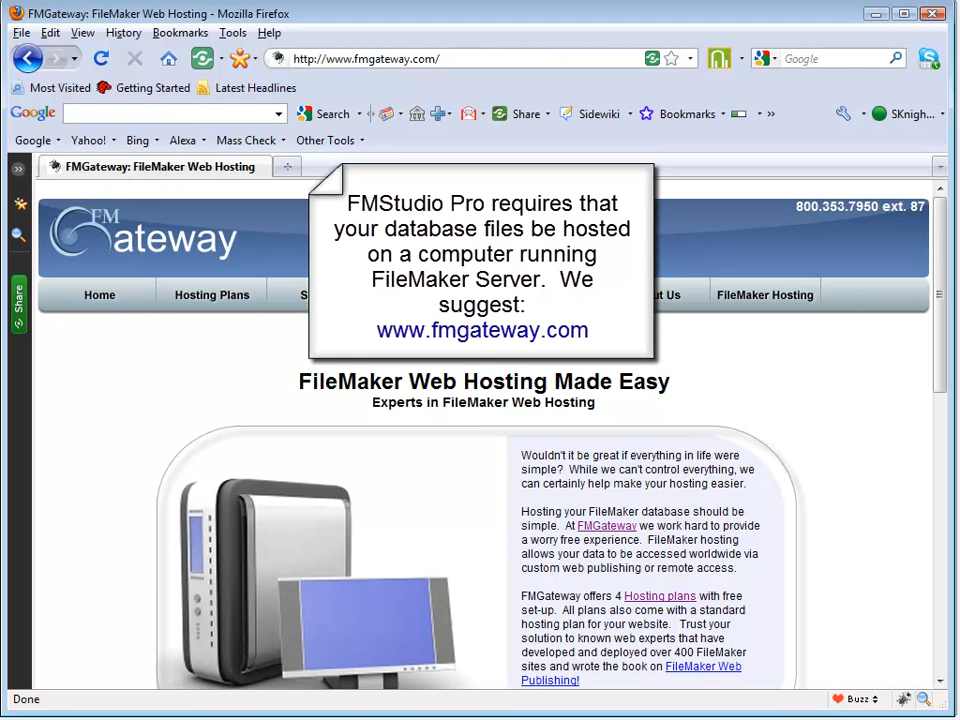 FMGateway: FileMaker Web Hosting - Mozilla Firefox
File Edit View History Bookmarks Tools Help
http://www.fmgateway.com/
Google
Most Visited Getting Started Latest Headlines
Google Search Share Sidewiki Bookmarks » SKnigh...
Google Yahoo! Bing Alexa Mass Check Other Tools
» FMGateway: FileMaker Web Hosting
FMStudio Pro requires that
your database files be hosted
on a computer running
FileMaker Server. We
suggest:
www.fmgateway.com
800.353.7950 ext. 87
FM
Gateway
Share
Home Hosting Plans S ut Us FileMaker Hosting
FileMaker Web Hosting Made Easy
Experts in FileMaker Web Hosting
Wouldn't it be great if everything in life were
simple? While we can't control everything, we
can certainly help make your hosting easier.
Hosting your FileMaker database should be
simple. At FMGateway we work hard to provide
a worry free experience. FileMaker hosting
allows your data to be accessed worldwide via
custom web publishing or remote access.
FMGateway offers 4 Hosting plans with free
set-up. All plans also come with a standard
hosting plan for your website. Trust your
solution to known web experts that have
developed and deployed over 400 FileMaker
sites and wrote the book on FileMaker Web
Publishing!
Done
Buzz